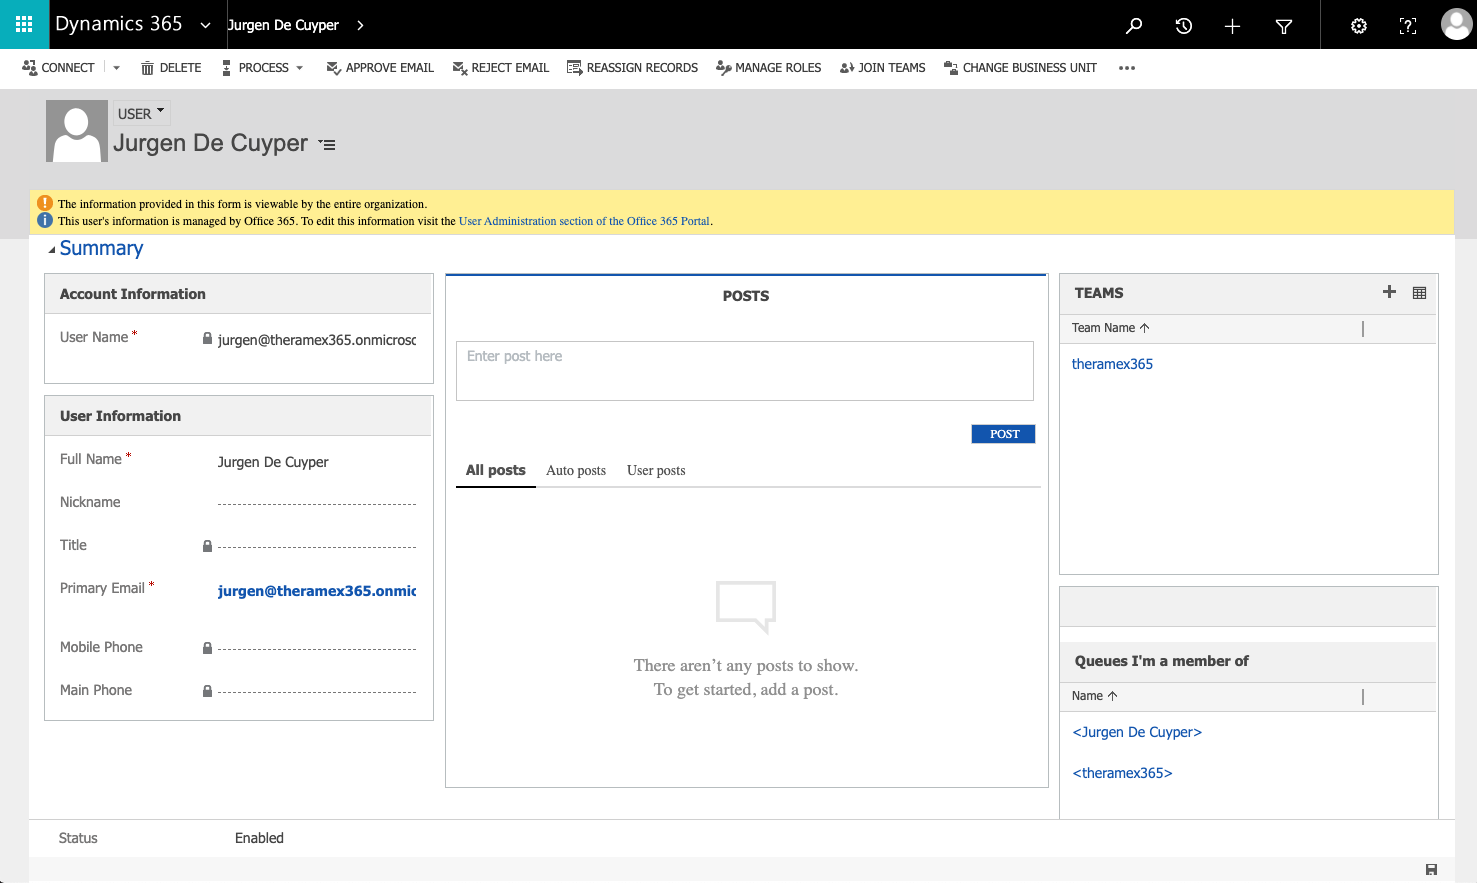 Dynamics 365
Jurgen De Cuyper
CONNECT
DELETE
PROCESS
APPROVE EMAIL
REJECT EMAIL
REASSIGN RECORDS
MANAGE ROLES
JOIN TEAMS
CHANGE BUSINESS UNIT
USER
Jurgen De Cuyper
The information provided in this form is viewable by the entire organization.
This user's information is managed by Office 365. To edit this information visit the User Administration section of the Office 365 Portal.
Summary
Account Information
User Name *
jurgen@theramex365.onmicrosc
User Information
Full Name *
Jurgen De Cuyper
Nickname
Title
Primary Email *
jurgen@theramex365.onmic
Mobile Phone
Main Phone
POSTS
Enter post here
POST
All posts
Auto posts
User posts
There aren't any posts to show.
To get started, add a post.
TEAMS
Team Name ↑
theramex365
Queues I'm a member of
Name ↑
<Jurgen De Cuyper>
<theramex365>
Status
Enabled